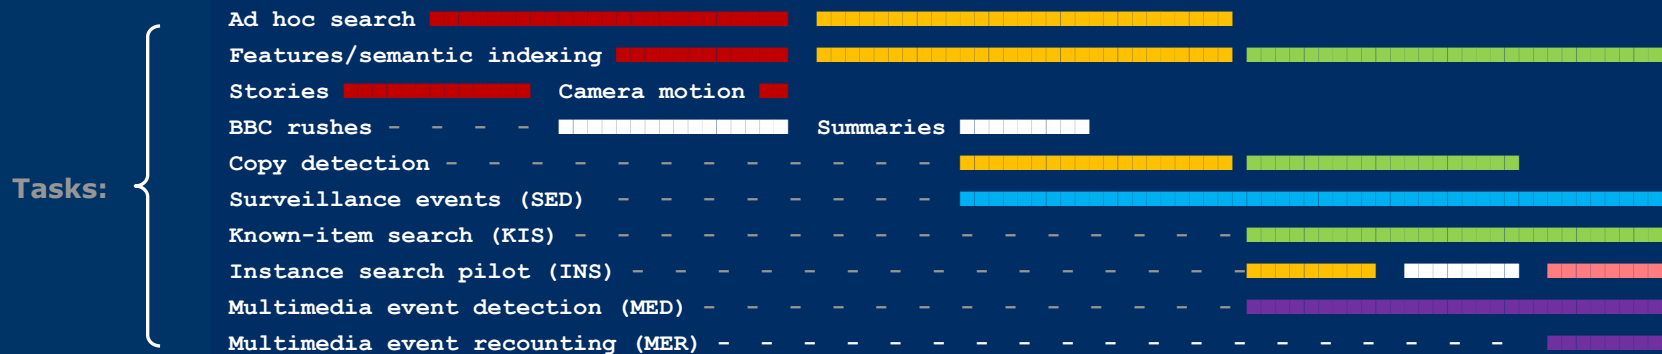 Ad hoc search
Features/semantic indexing
Stories Camera motion
BBC rushes - - - - Summaries
Copy detection - - - - - - - - - - - -
Tasks:
Surveillance events (SED) - - - - - - - -
Known-item search (KIS) - - - - - - - - - - - - - - - -
Instance search pilot (INS) - - - - - - - - - - - - - - -
Multimedia event detection (MED) - - - - - - - - - - - - -
Multimedia event recounting (MER) - - - - - - - - - - - - - - - - - - -